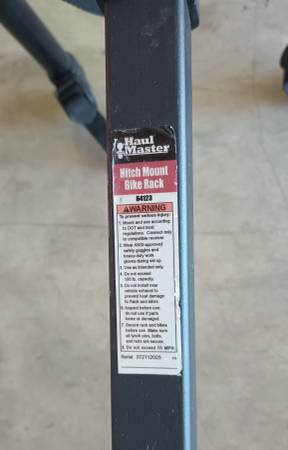 Haul
Master
Hitch Mount
Bike Rack
64123
WARNING
To prevent serious injury:
1. Mount and use according
to DOT and local
regulations. Connect only
to compatible receiver.
2. Wear ANSI-approved
safety goggles and
heavy-duty work
gloves during set up.
3. Use as intended only.
4. Do not exceed
160 lb. capacity.
5. Do not install near
vehicle exhaust to
prevent heat damage
to Rack and bikes.
6. Inspect before use;
do not use if parts
loose or damaged.
7. Secure rack and bikes
before use. Make sure
all lynch pins, bolts,
and nuts are secure.
8. Do not exceed 55 MPH.
Serial 372112025